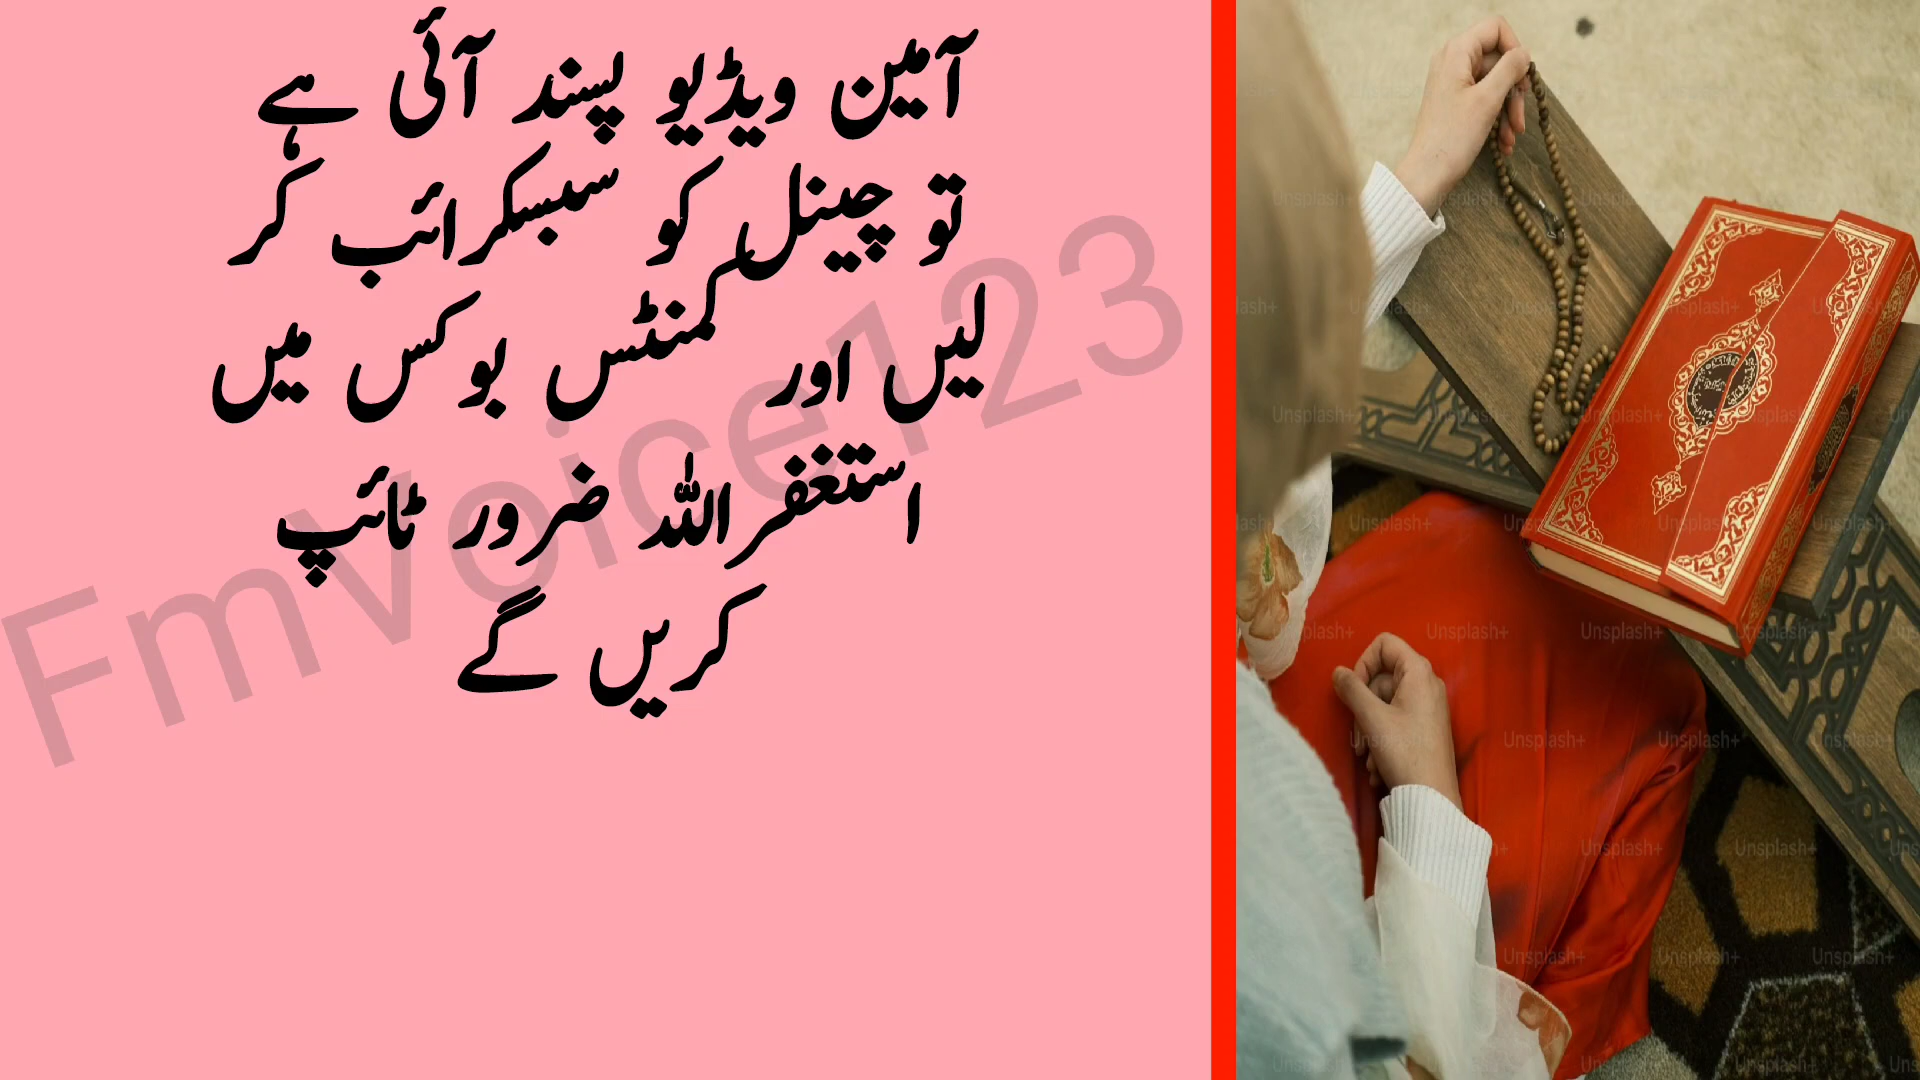 آمین ویڈیو پسند آئی ہے
تو چینل کو سبسکرائب کر
لیں اور کمنٹس بوکس میں
استغفراللہ ضرور ٹائپ
کریں گے
FmVoice123
Unsplash+